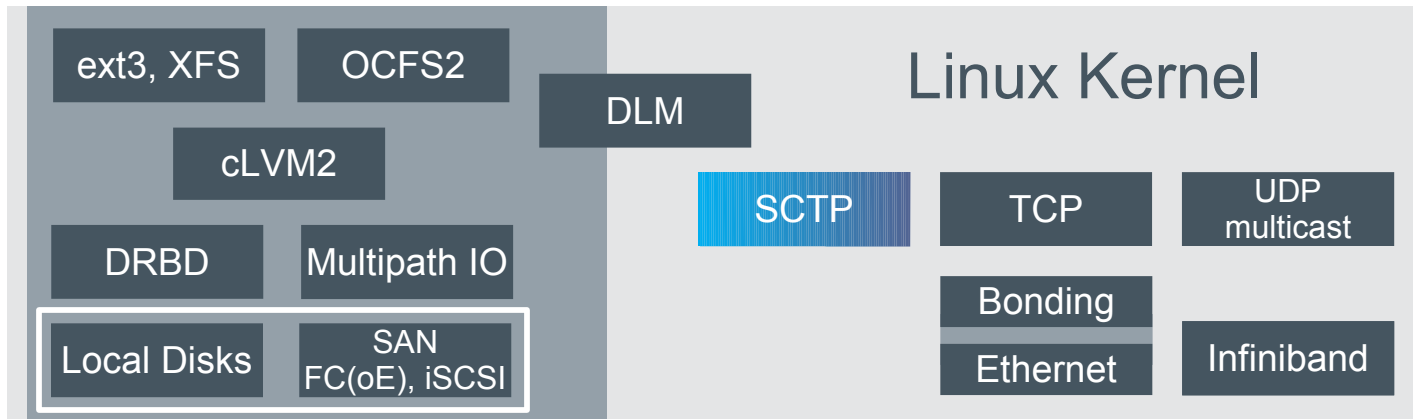 ext3, XFS
OCFS2
DLM
Linux Kernel
cLVM2
SCTP
TCP
UDP
multicast
DRBD
Multipath IO
Bonding
Ethernet
Local Disks
SAN
FC(oE), iSCSI
Infiniband